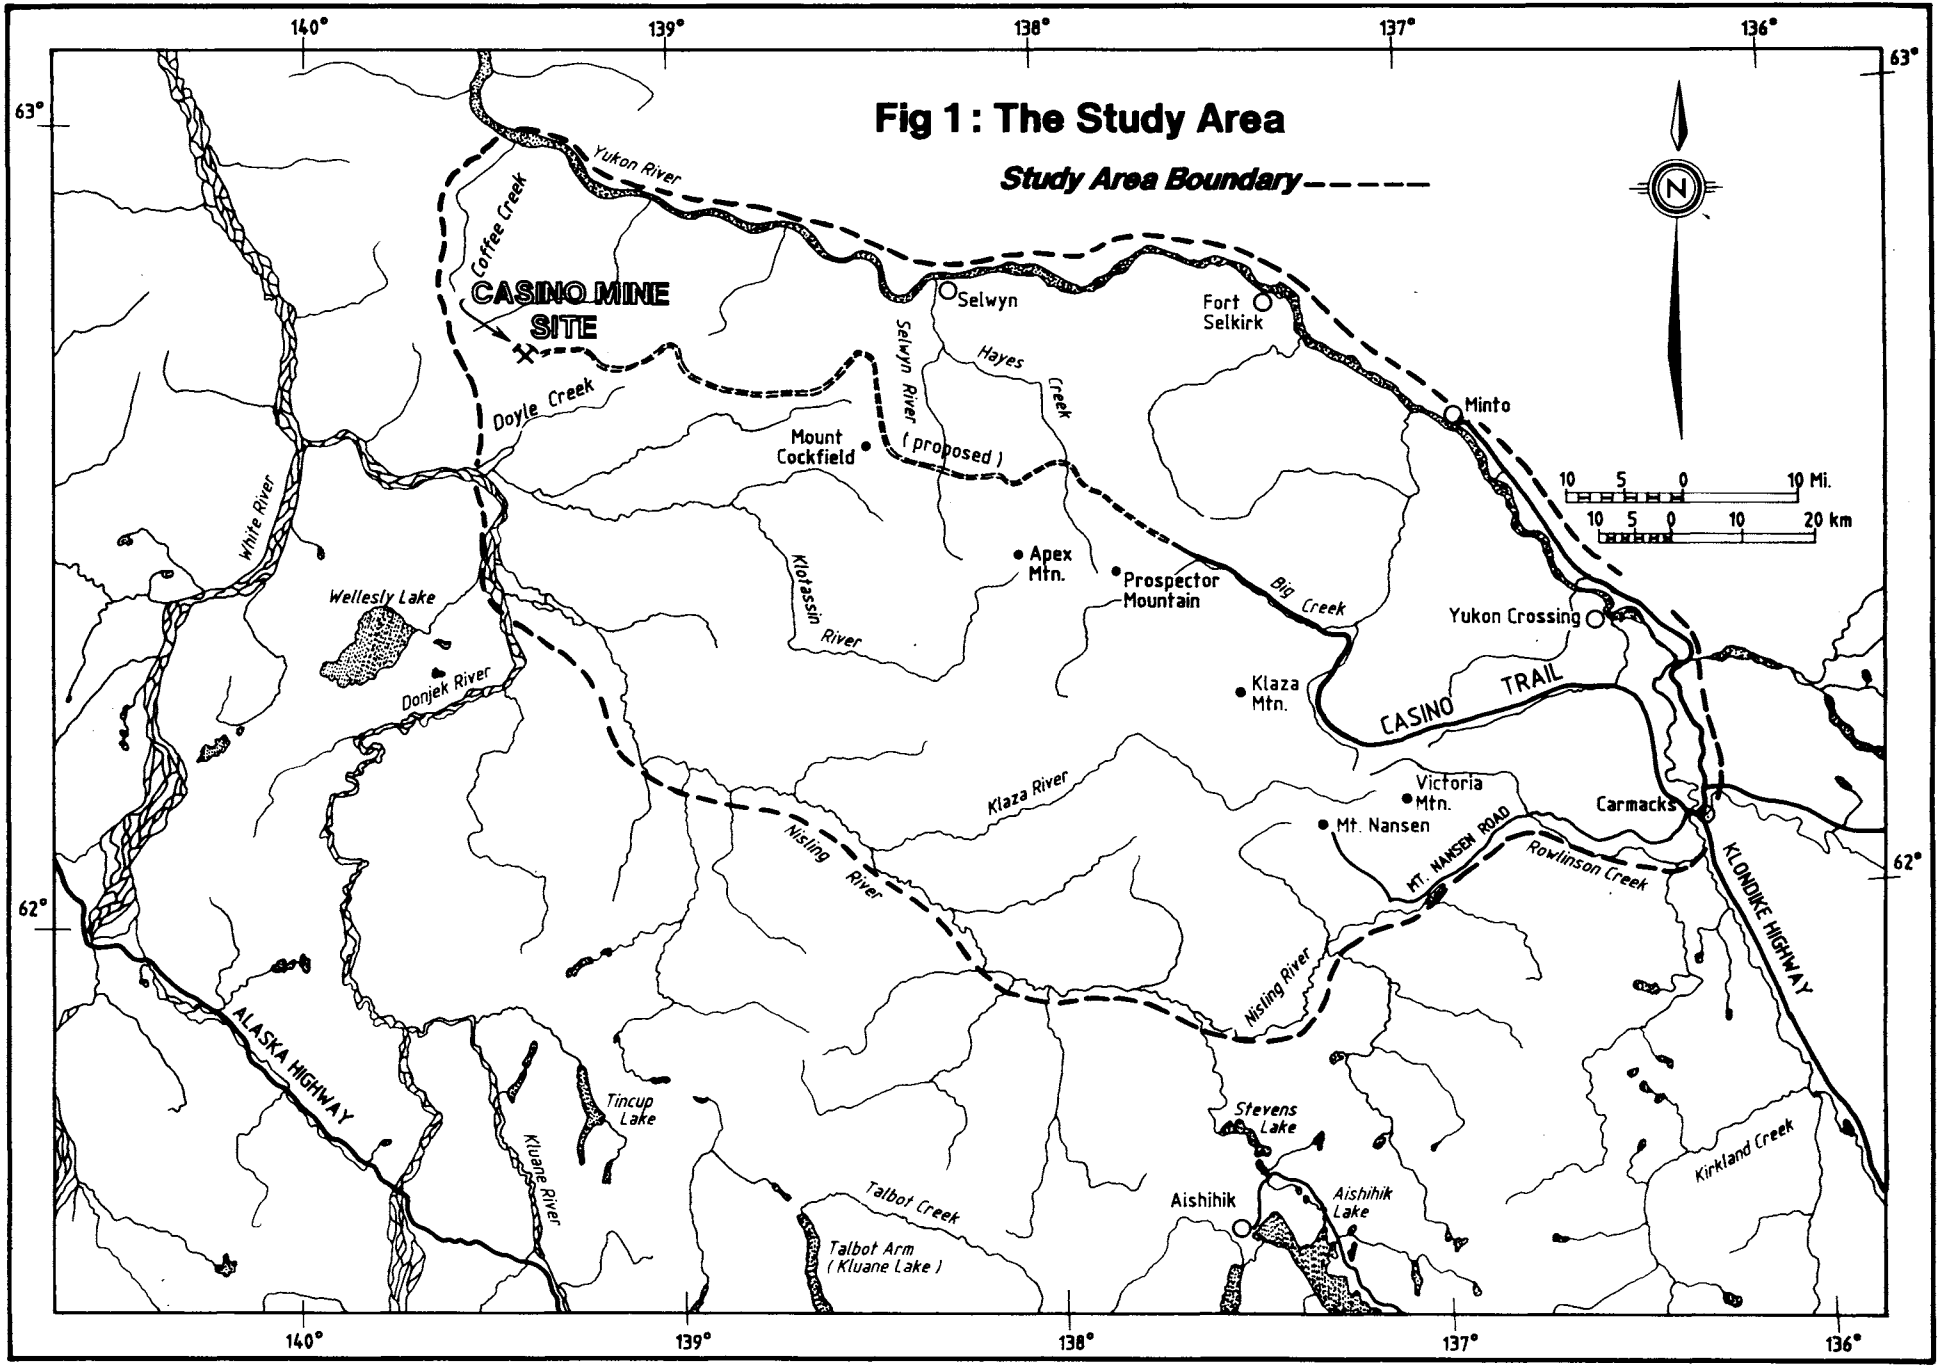 140°
139°
138°
137°
136°
63°
63°
Fig 1: The Study Area
Study Area Boundary
N
Yukon River
Coffee Creek
CASINO MINE
SITE
Selwyn
Fort
Selkirk
Selwyn River
Hayes
Creek
Doyle Creek
Minto
Mount
Cockfield
(proposed)
10 5 0 10 Mi.
10 5 0 10 20 km
White River
Apex
Mtn.
Prospector
Mountain
Klotassin
River
Big
Creek
Wellesly Lake
Yukon Crossing
Donjek River
Klaza
Mtn.
CASINO TRAIL
Klaza River
Victoria
Mtn.
Carmacks
Mt. Nansen
MT. NANSEN ROAD
Nisling
River
Rowlinson Creek
KLONDIKE HIGHWAY
62°
62°
Nisling River
ALASKA HIGHWAY
Tincup
Lake
Stevens
Lake
Kluane River
Kirkland Creek
Talbot Creek
Aishihik
Aishihik
Lake
Talbot Arm
(Kluane Lake)
140°
139°
138°
137°
136°